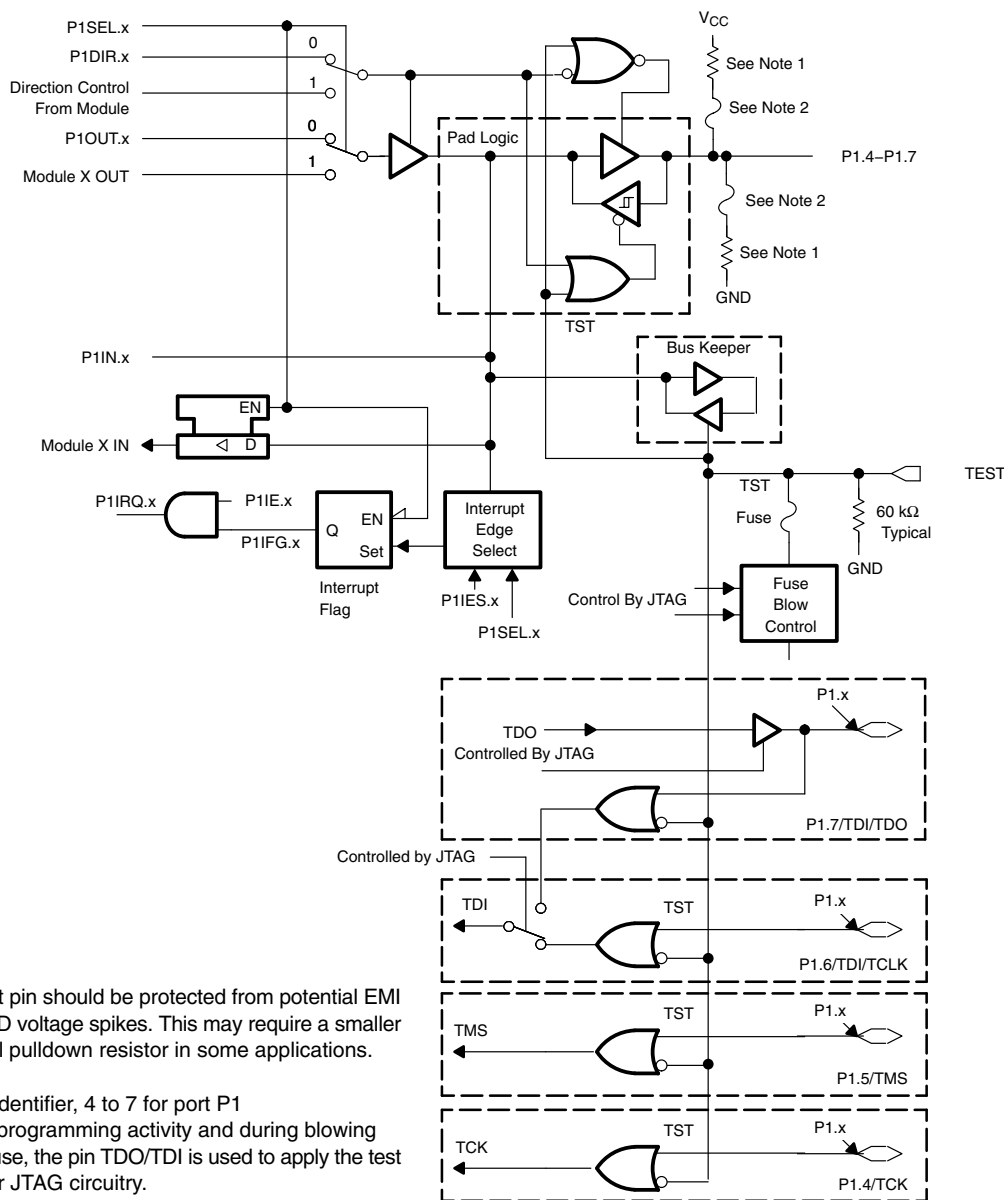 P1SEL.x
P1DIR.x
Direction Control
From Module
P1OUT.x
Module X OUT
0
1
0
1
Pad Logic
TST
VCC
See Note 1
See Note 2
P1.4–P1.7
See Note 2
See Note 1
GND
P1IN.x
Bus Keeper
EN
Module X IN
D
TST
TEST
Fuse
60 kΩ
Typical
GND
P1IRQ.x
P1IE.x
P1IFG.x
Q
EN
Set
Interrupt
Flag
Interrupt
Edge
Select
P1IES.x
P1SEL.x
Control By JTAG
Fuse
Blow
Control
TDO
Controlled By JTAG
P1.x
P1.7/TDI/TDO
Controlled by JTAG
TDI
TST
P1.x
P1.6/TDI/TCLK
TMS
TST
P1.x
P1.5/TMS
TCK
TST
P1.x
P1.4/TCK
t pin should be protected from potential EMI
D voltage spikes. This may require a smaller
l pulldown resistor in some applications.
dentifier, 4 to 7 for port P1
programming activity and during blowing
use, the pin TDO/TDI is used to apply the test
r JTAG circuitry.